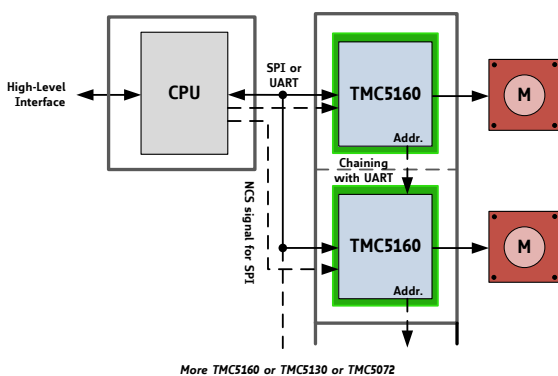 High-Level
Interface
CPU
SPI or
UART
NCS signal for SPI
TMC5160
Addr.
M
Chaining
with UART
TMC5160
Addr.
M
More TMC5160 or TMC5130 or TMC5072